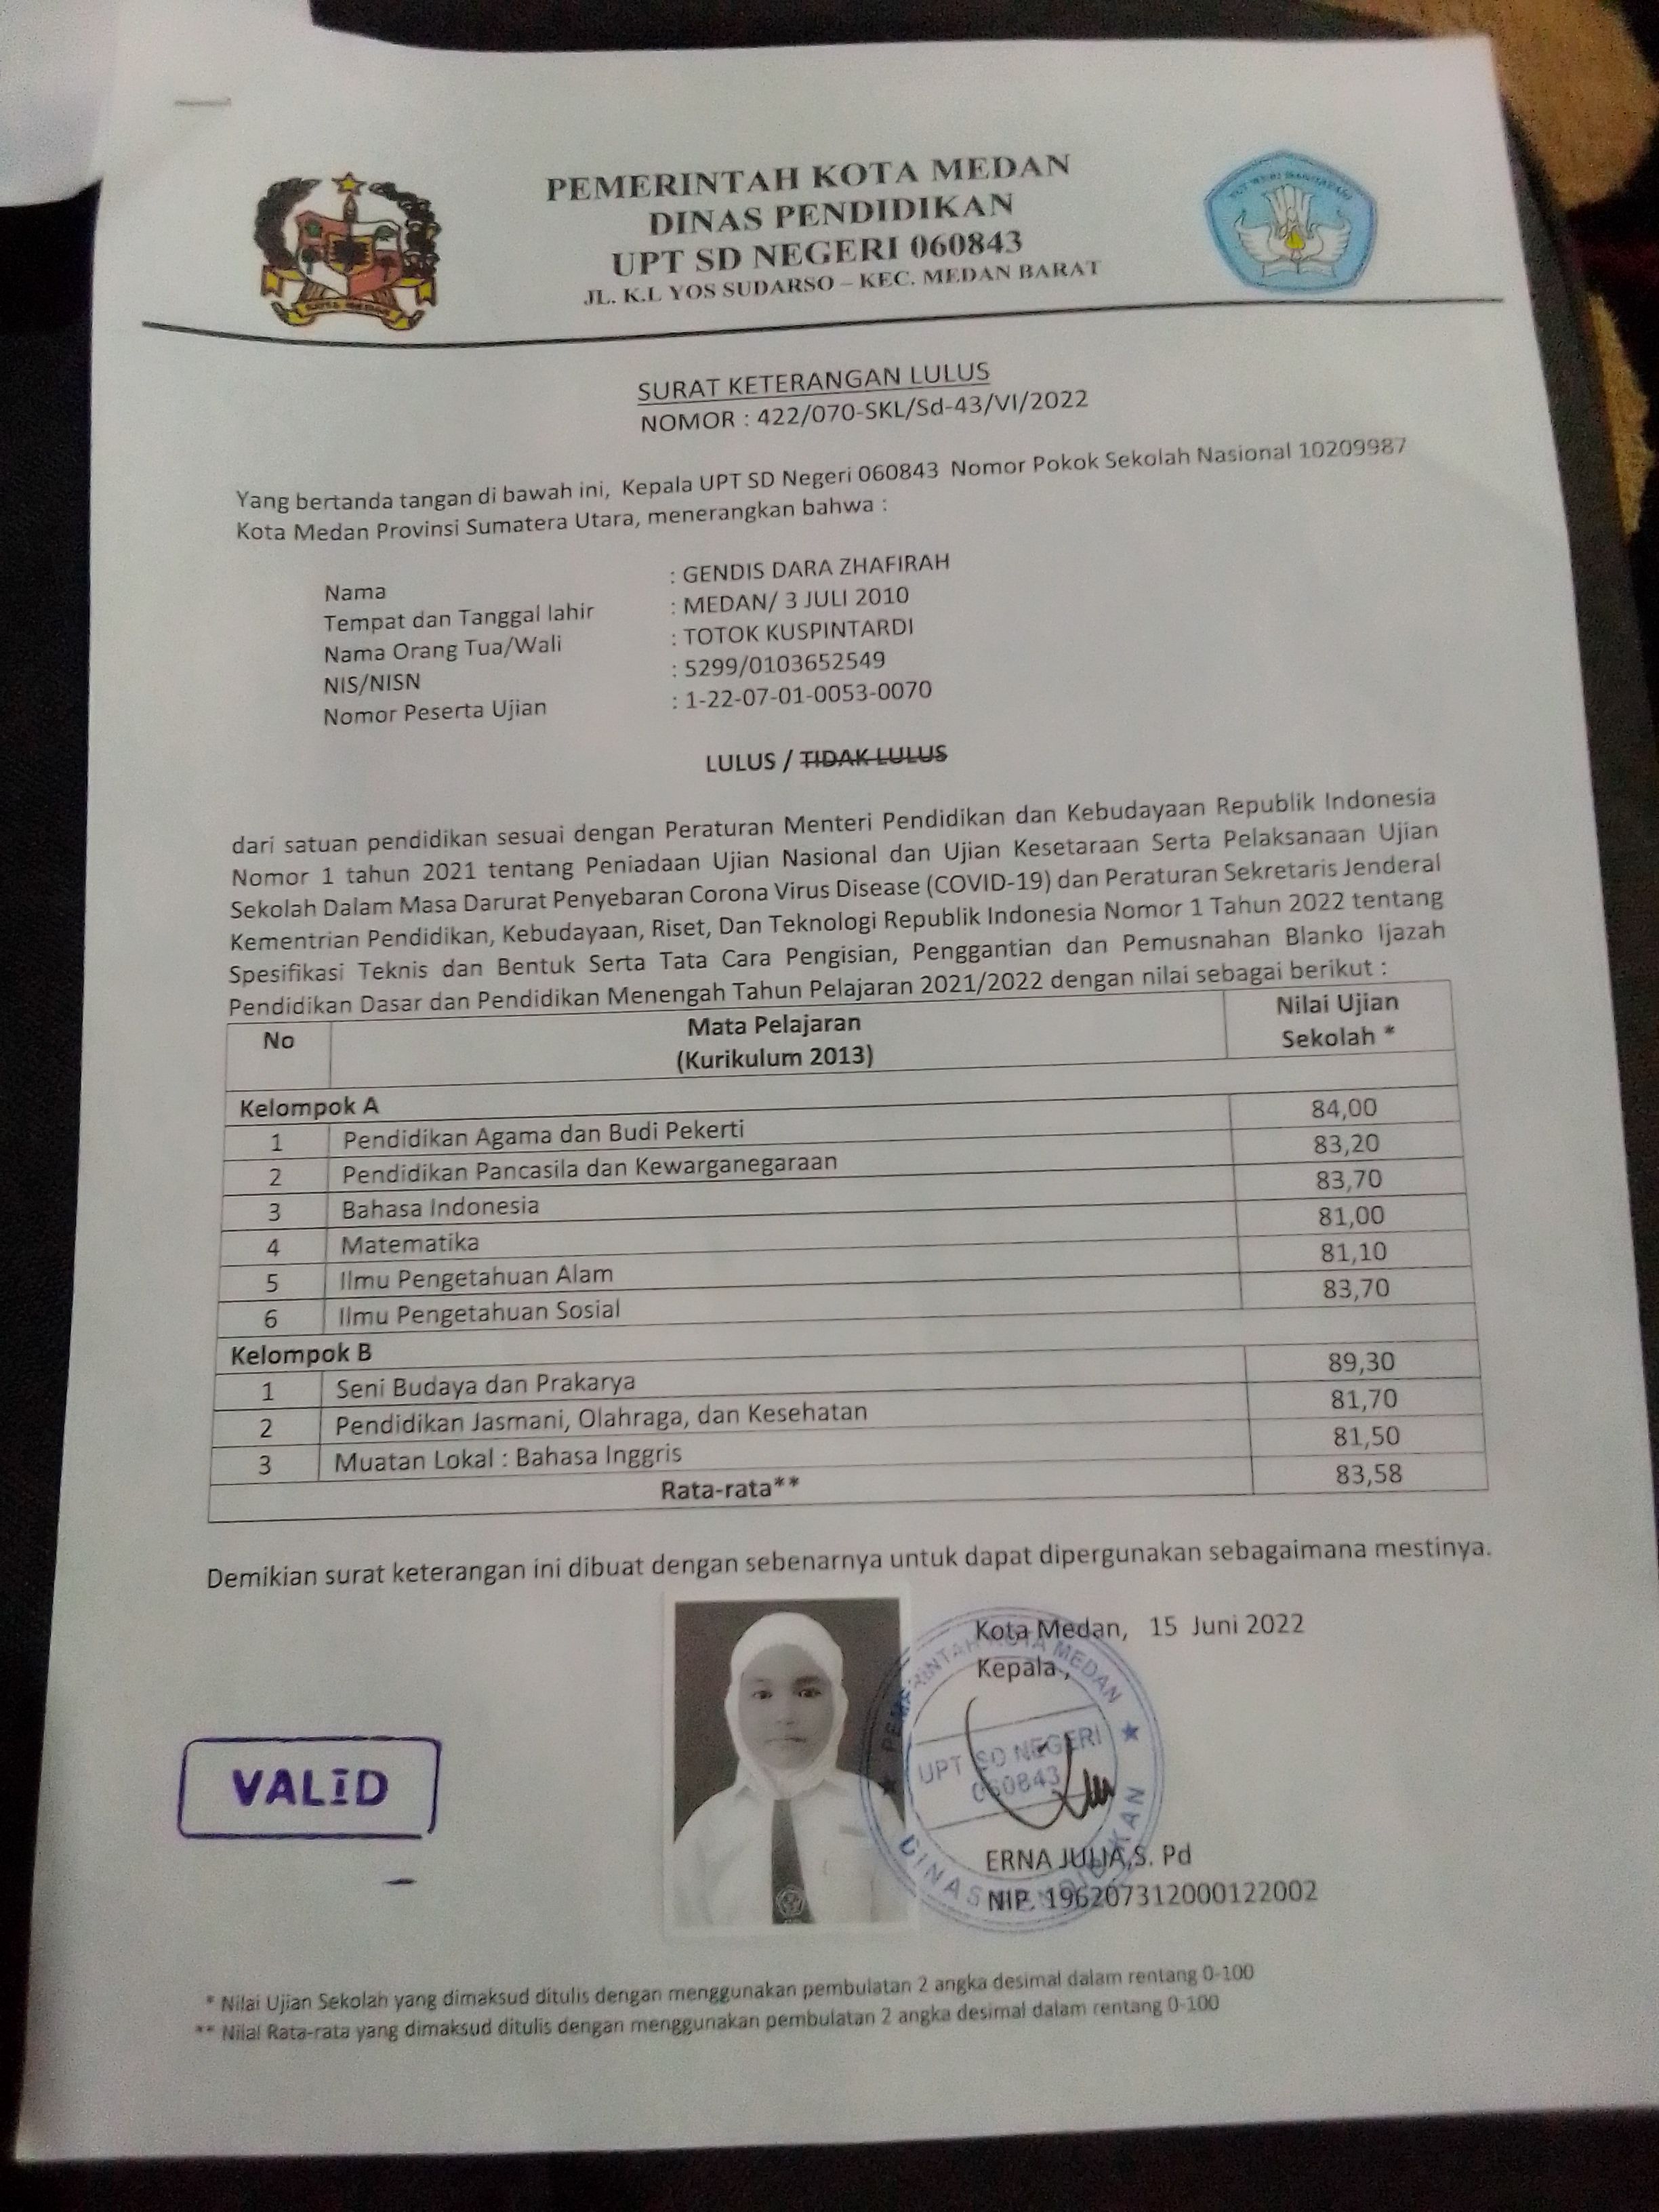 PEMERINTAH KOTA MEDAN
DINAS PENDIDIKAN
UPT SD NEGERI 060843
JL. K.L YOS SUDARSO – KEC. MEDAN BARAT
SURAT KETERANGAN LULUS
NOMOR : 422/070-SKL/Sd-43/VI/2022
Yang bertanda tangan di bawah ini, Kepala UPT SD Negeri 060843 Nomor Pokok Sekolah Nasional 10209987
Kota Medan Provinsi Sumatera Utara, menerangkan bahwa :
Nama : GENDIS DARA ZHAFIRAH
Tempat dan Tanggal lahir : MEDAN/ 3 JULI 2010
Nama Orang Tua/Wali : TOTOK KUSPINTARDI
NIS/NISN : 5299/0103652549
Nomor Peserta Ujian : 1-22-07-01-0053-0070
LULUS / TIDAK LULUS
dari satuan pendidikan sesuai dengan Peraturan Menteri Pendidikan dan Kebudayaan Republik Indonesia
Nomor 1 tahun 2021 tentang Peniadaan Ujian Nasional dan Ujian Kesetaraan Serta Pelaksanaan Ujian
Sekolah Dalam Masa Darurat Penyebaran Corona Virus Disease (COVID-19) dan Peraturan Sekretaris Jenderal
Kementrian Pendidikan, Kebudayaan, Riset, Dan Teknologi Republik Indonesia Nomor 1 Tahun 2022 tentang
Spesifikasi Teknis dan Bentuk Serta Tata Cara Pengisian, Penggantian dan Pemusnahan Blanko Ijazah
Pendidikan Dasar dan Pendidikan Menengah Tahun Pelajaran 2021/2022 dengan nilai sebagai berikut :
No Mata Pelajaran Nilai Ujian
(Kurikulum 2013) Sekolah *
Kelompok A
1 Pendidikan Agama dan Budi Pekerti 84,00
2 Pendidikan Pancasila dan Kewarganegaraan 83,20
3 Bahasa Indonesia 83,70
4 Matematika 81,00
5 Ilmu Pengetahuan Alam 81,10
6 Ilmu Pengetahuan Sosial 83,70
Kelompok B
1 Seni Budaya dan Prakarya 89,30
2 Pendidikan Jasmani, Olahraga, dan Kesehatan 81,70
3 Muatan Lokal : Bahasa Inggris 81,50
Rata-rata** 83,58
Demikian surat keterangan ini dibuat dengan sebenarnya untuk dapat dipergunakan sebagaimana mestinya.
Kota Medan, 15 Juni 2022
Kepala,
PEMERINTAH KOTA MEDAN
UPT SD NEGERI
060843
DINAS PENDIDIKAN
VALID
ERNA JULIA,S. Pd
NIP. 196207312000122002
* Nilai Ujian Sekolah yang dimaksud ditulis dengan menggunakan pembulatan 2 angka desimal dalam rentang 0-100
** Nilai Rata-rata yang dimaksud ditulis dengan menggunakan pembulatan 2 angka desimal dalam rentang 0-100